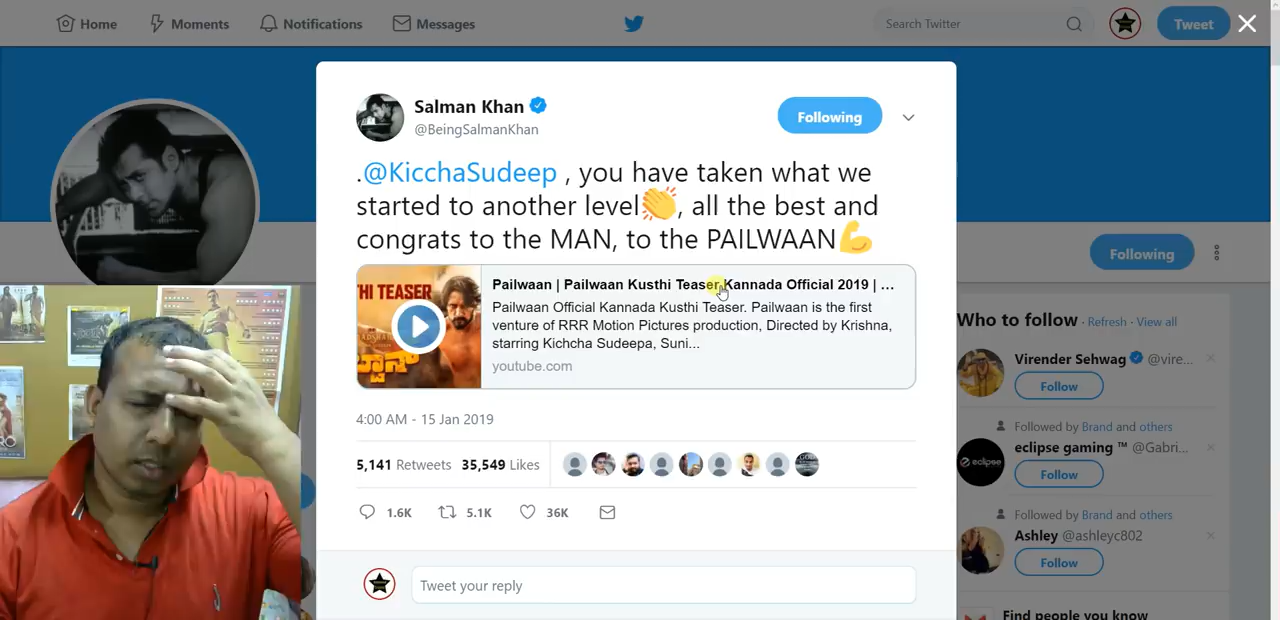 Home
Moments
Notifications
Messages
Search Twitter
Tweet
Salman Khan
@BeingSalmanKhan
Following
.@KicchaSudeep , you have taken what we
started to another level👏, all the best and
congrats to the MAN, to the PAILWAAN💪
THI TEASER
Pailwaan | Pailwaan Kusthi Teaser Kannada Official 2019 | ...
Pailwaan Official Kannada Kusthi Teaser. Pailwaan is the first
venture of RRR Motion Pictures production, Directed by Krishna,
starring Kichcha Sudeepa, Suni...
youtube.com
4:00 AM - 15 Jan 2019
5,141 Retweets 35,549 Likes
1.6K
5.1K
36K
Tweet your reply
Following
Who to follow · Refresh · View all
Virender Sehwag @vire...
Follow
Followed by Brand and others
eclipse gaming ™ @Gabri...
eclipse
Follow
Followed by Brand and others
Ashley @ashleyc802
Follow
Find people you know